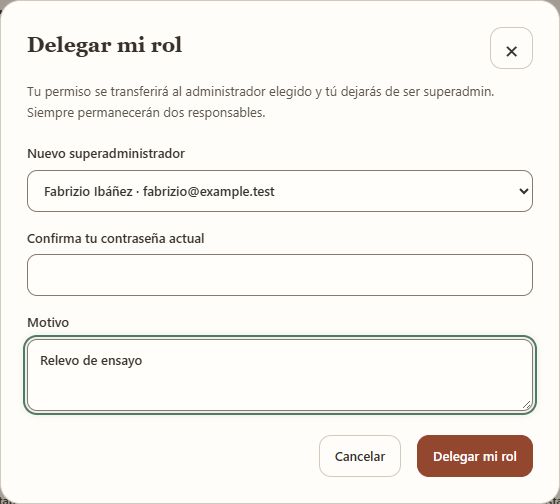 Delegar mi rol
Tu permiso se transferirá al administrador elegido y tú dejarás de ser superadmin.
Siempre permanecerán dos responsables.
Nuevo superadministrador
Fabrizio Ibáñez · fabrizio@example.test
Confirma tu contraseña actual
Motivo
Relevo de ensayo
Cancelar
Delegar mi rol